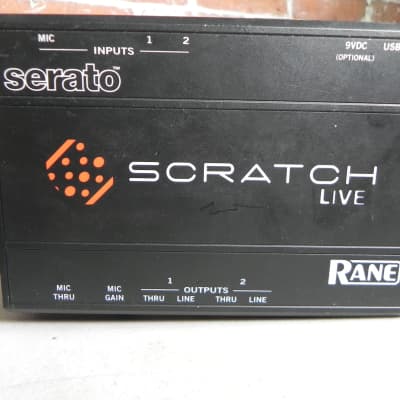 MIC 1 2 9VDC USB
INPUTS (OPTIONAL)
serato™
SCRATCH
LIVE
RANE
MIC MIC 1 OUTPUTS 2
THRU GAIN THRU LINE THRU LINE